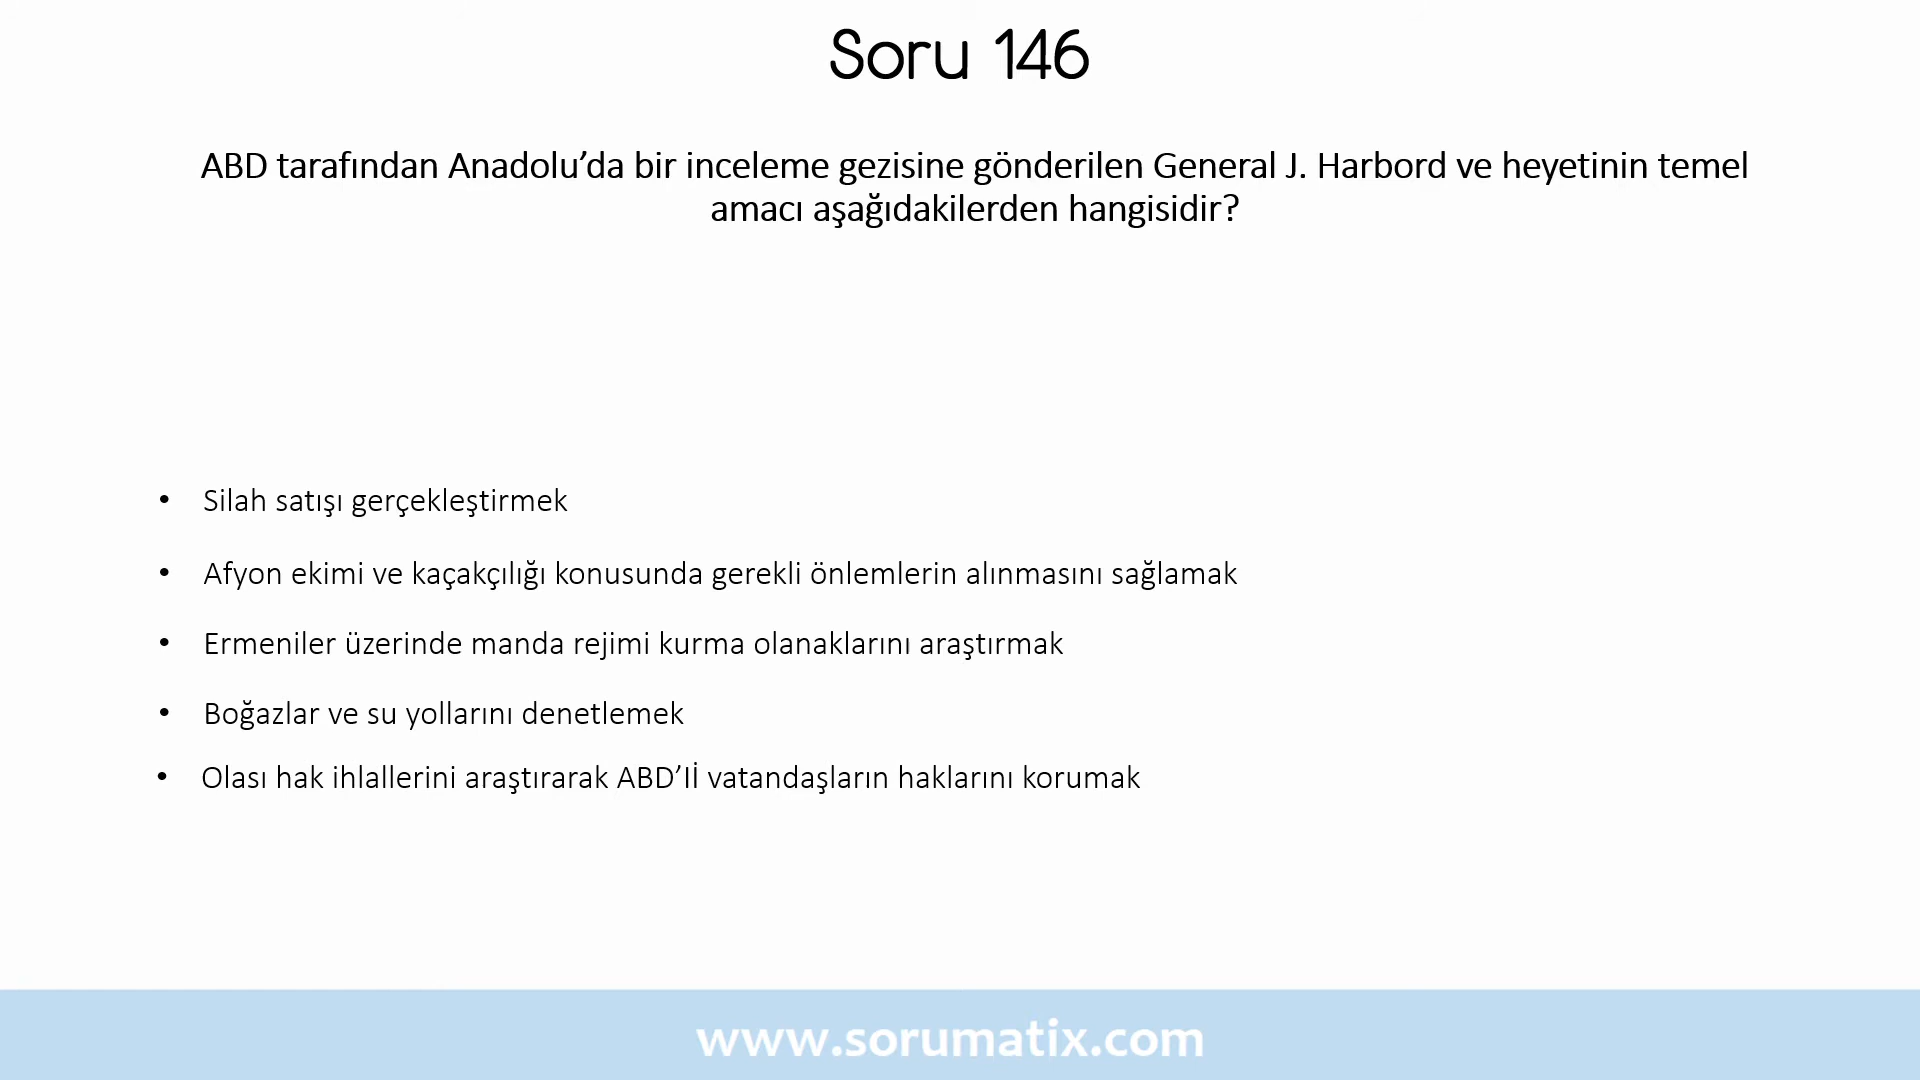 Soru 146
ABD tarafından Anadolu’da bir inceleme gezisine gönderilen General J. Harbord ve heyetinin temel
amacı aşağıdakilerden hangisidir?
• Silah satışı gerçekleştirmek
• Afyon ekimi ve kaçakçılığı konusunda gerekli önlemlerin alınmasını sağlamak
• Ermeniler üzerinde manda rejimi kurma olanaklarını araştırmak
• Boğazlar ve su yollarını denetlemek
• Olası hak ihlallerini araştırarak ABD’Iİ vatandaşların haklarını korumak
www.sorumatix.com